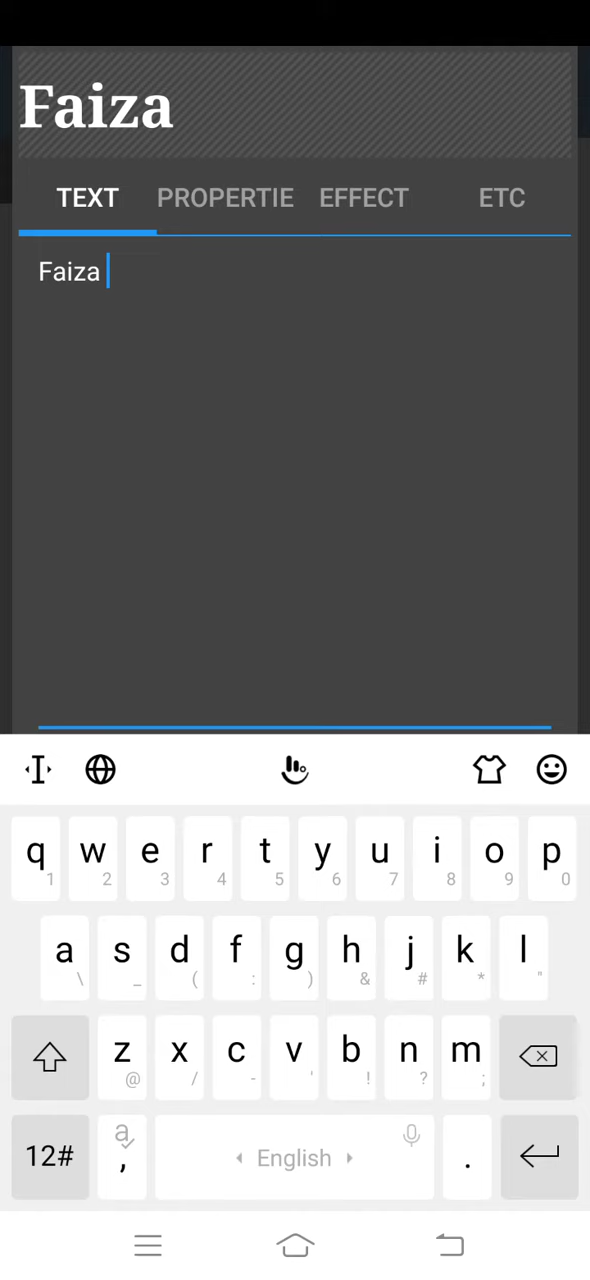 Faiza
TEXT PROPERTIE EFFECT ETC
Faiza
q w e r t y u i o p
1 2 3 4 5 6 7 8 9 0
a s d f g h j k l
\ _ ( : ) & # * "
z x c v b n m
@ / - ' ! ? ;
12# , English .